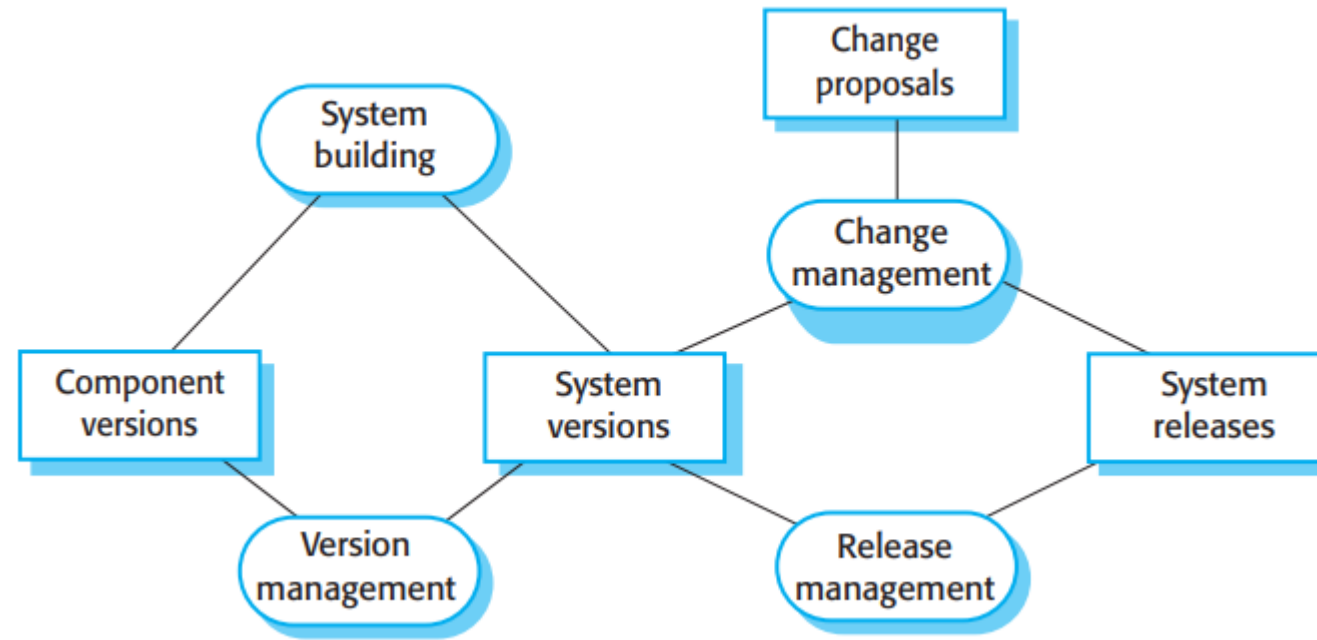 Change
proposals
System
building
Change
management
Component
versions
System
versions
System
releases
Version
management
Release
management